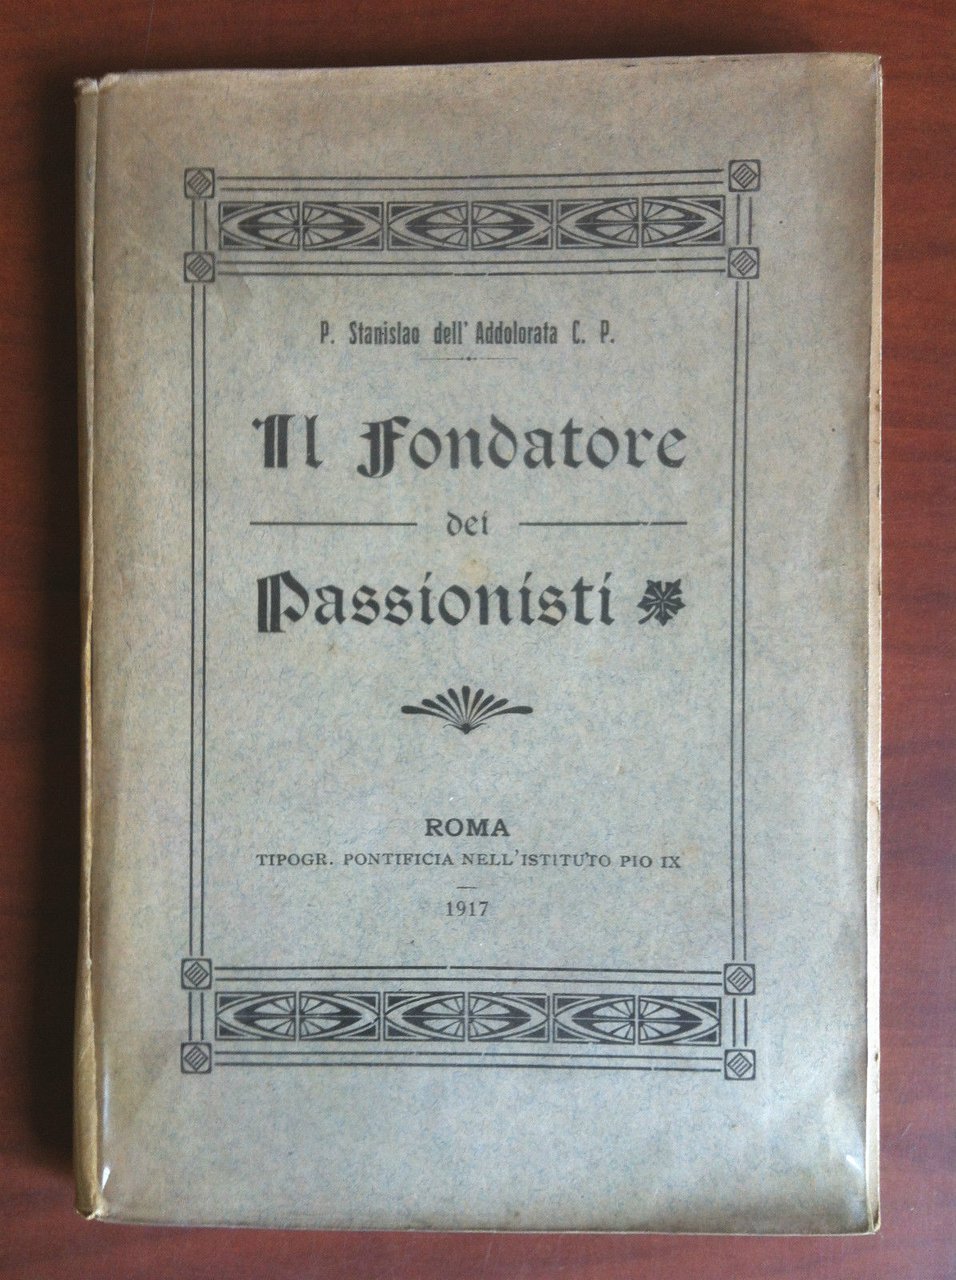 P. Stanislao dell' Addolorata C. P.
Il Fondatore
dei
Passionisti
ROMA
TIPOGR. PONTIFICIA NELL'ISTITUTO PIO IX
1917